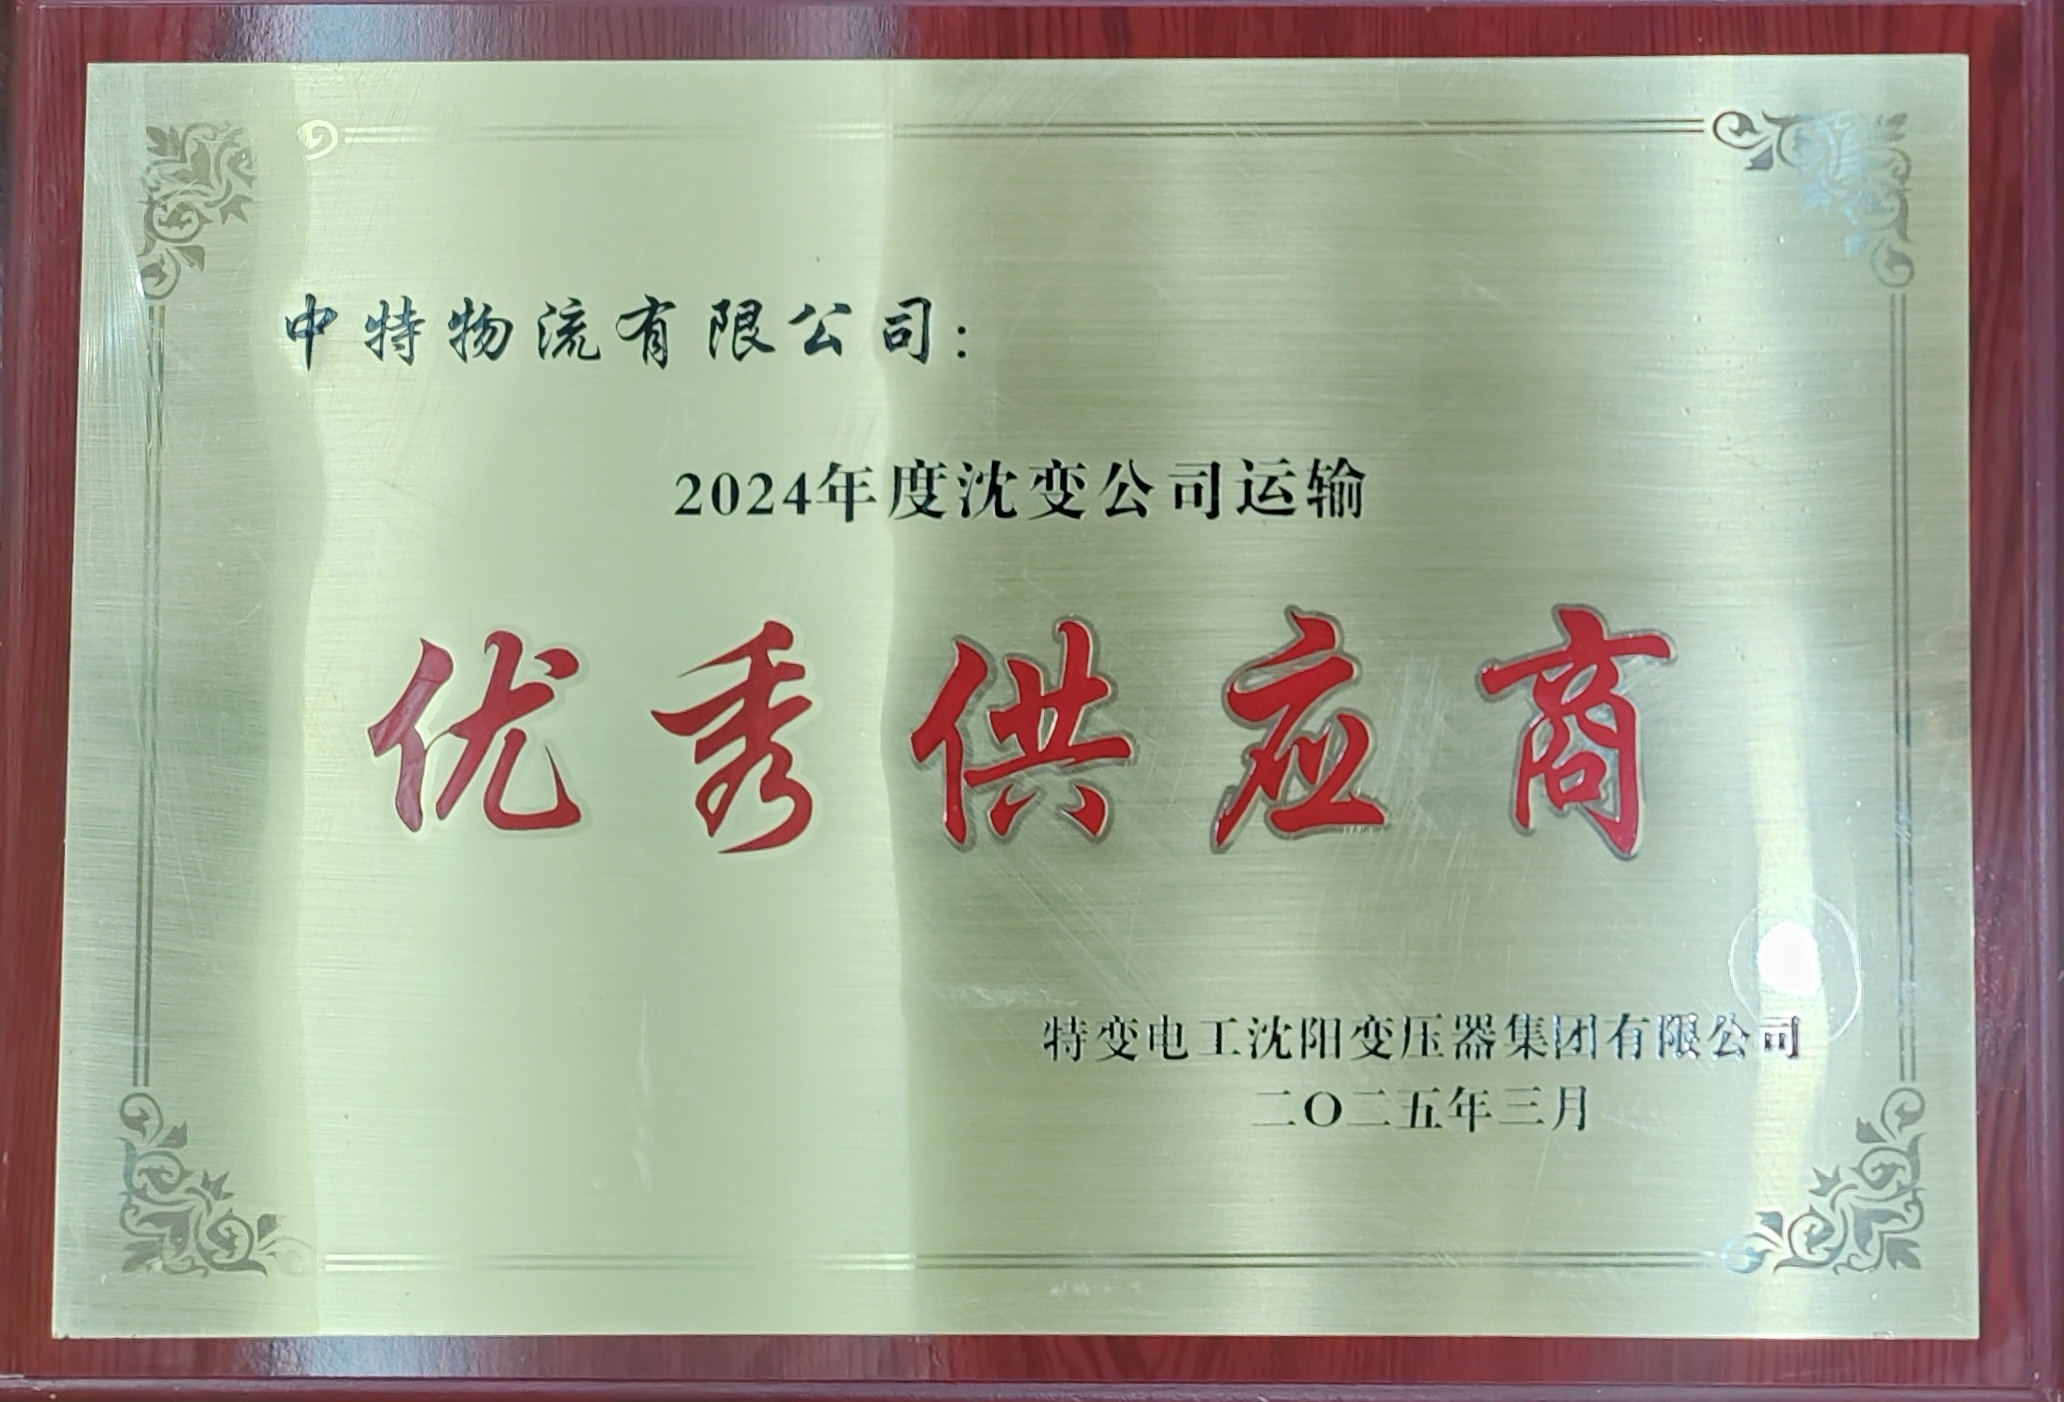 中特物流有限公司：
2024年度沈变公司运输
优秀供应商
特变电工沈阳变压器集团有限公司
二〇二五年三月